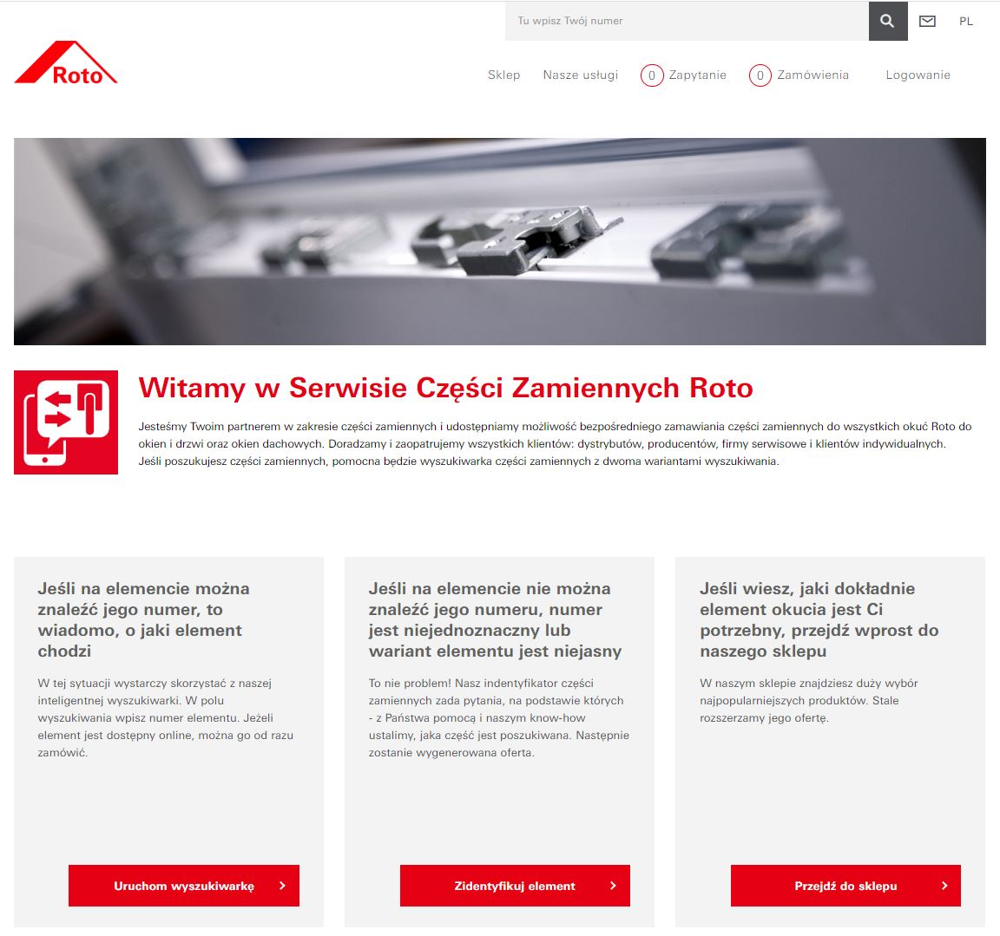 Tu wpisz Twój numer
PL
Roto
Sklep Nasze usługi 0 Zapytanie 0 Zamówienia Logowanie
Witamy w Serwisie Części Zamiennych Roto
Jesteśmy Twoim partnerem w zakresie części zamiennych i udostępniamy możliwość bezpośredniego zamawiania części zamiennych do wszystkich okuć Roto do
okien i drzwi oraz okien dachowych. Doradzamy i zaopatrujemy wszystkich klientów: dystrybutów, producentów, firmy serwisowe i klientów indywidualnych.
Jeśli poszukujesz części zamiennych, pomocna będzie wyszukiwarka części zamiennych z dwoma wariantami wyszukiwania.
Jeśli na elemencie można
znaleźć jego numer, to
wiadomo, o jaki element
chodzi
W tej sytuacji wystarczy skorzystać z naszej
inteligentnej wyszukiwarki. W polu
wyszukiwania wpisz numer elementu. Jeżeli
element jest dostępny online, można go od razu
zamówić.
Uruchom wyszukiwarkę
Jeśli na elemencie nie można
znaleźć jego numeru, numer
jest niejednoznaczny lub
wariant elementu jest niejasny
To nie problem! Nasz indentyfikator części
zamiennych zada pytania, na podstawie których
- z Państwa pomocą i naszym know-how
ustalimy, jaka część jest poszukiwana. Następnie
zostanie wygenerowana oferta.
Zidentyfikuj element
Jeśli wiesz, jaki dokładnie
element okucia jest Ci
potrzebny, przejdź wprost do
naszego sklepu
W naszym sklepie znajdziesz duży wybór
najpopularniejszych produktów. Stale
rozszerzamy jego ofertę.
Przejdź do sklepu